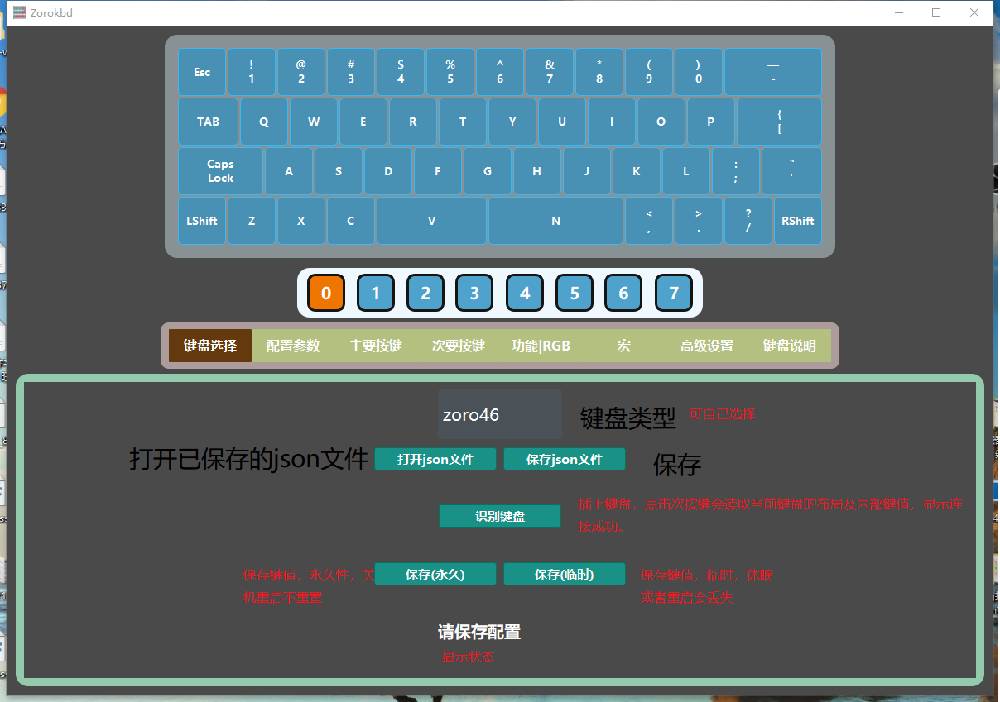 Zorokbd
Esc ! @ # $ % ^ & * ( ) —
1 2 3 4 5 6 7 8 9 0 -
TAB Q W E R T Y U I O P {
[
Caps Lock A S D F G H J K L : "
; '
LShift Z X C V N < > ? RShift
, . /
0 1 2 3 4 5 6 7
键盘选择 配置参数 主要按键 次要按键 功能|RGB 宏 高级设置 键盘说明
zoro46 键盘类型 可自己选择
打开已保存的json文件 打开json文件 保存json文件 保存
识别键盘 插上键盘，点击次按键会读取当前键盘的布局及内部键值，显示连
接成功。
保存键值，永久性，关 保存(永久) 保存(临时) 保存键值，临时，休眠
机重启不重置 或者重启会丢失
请保存配置
显示状态